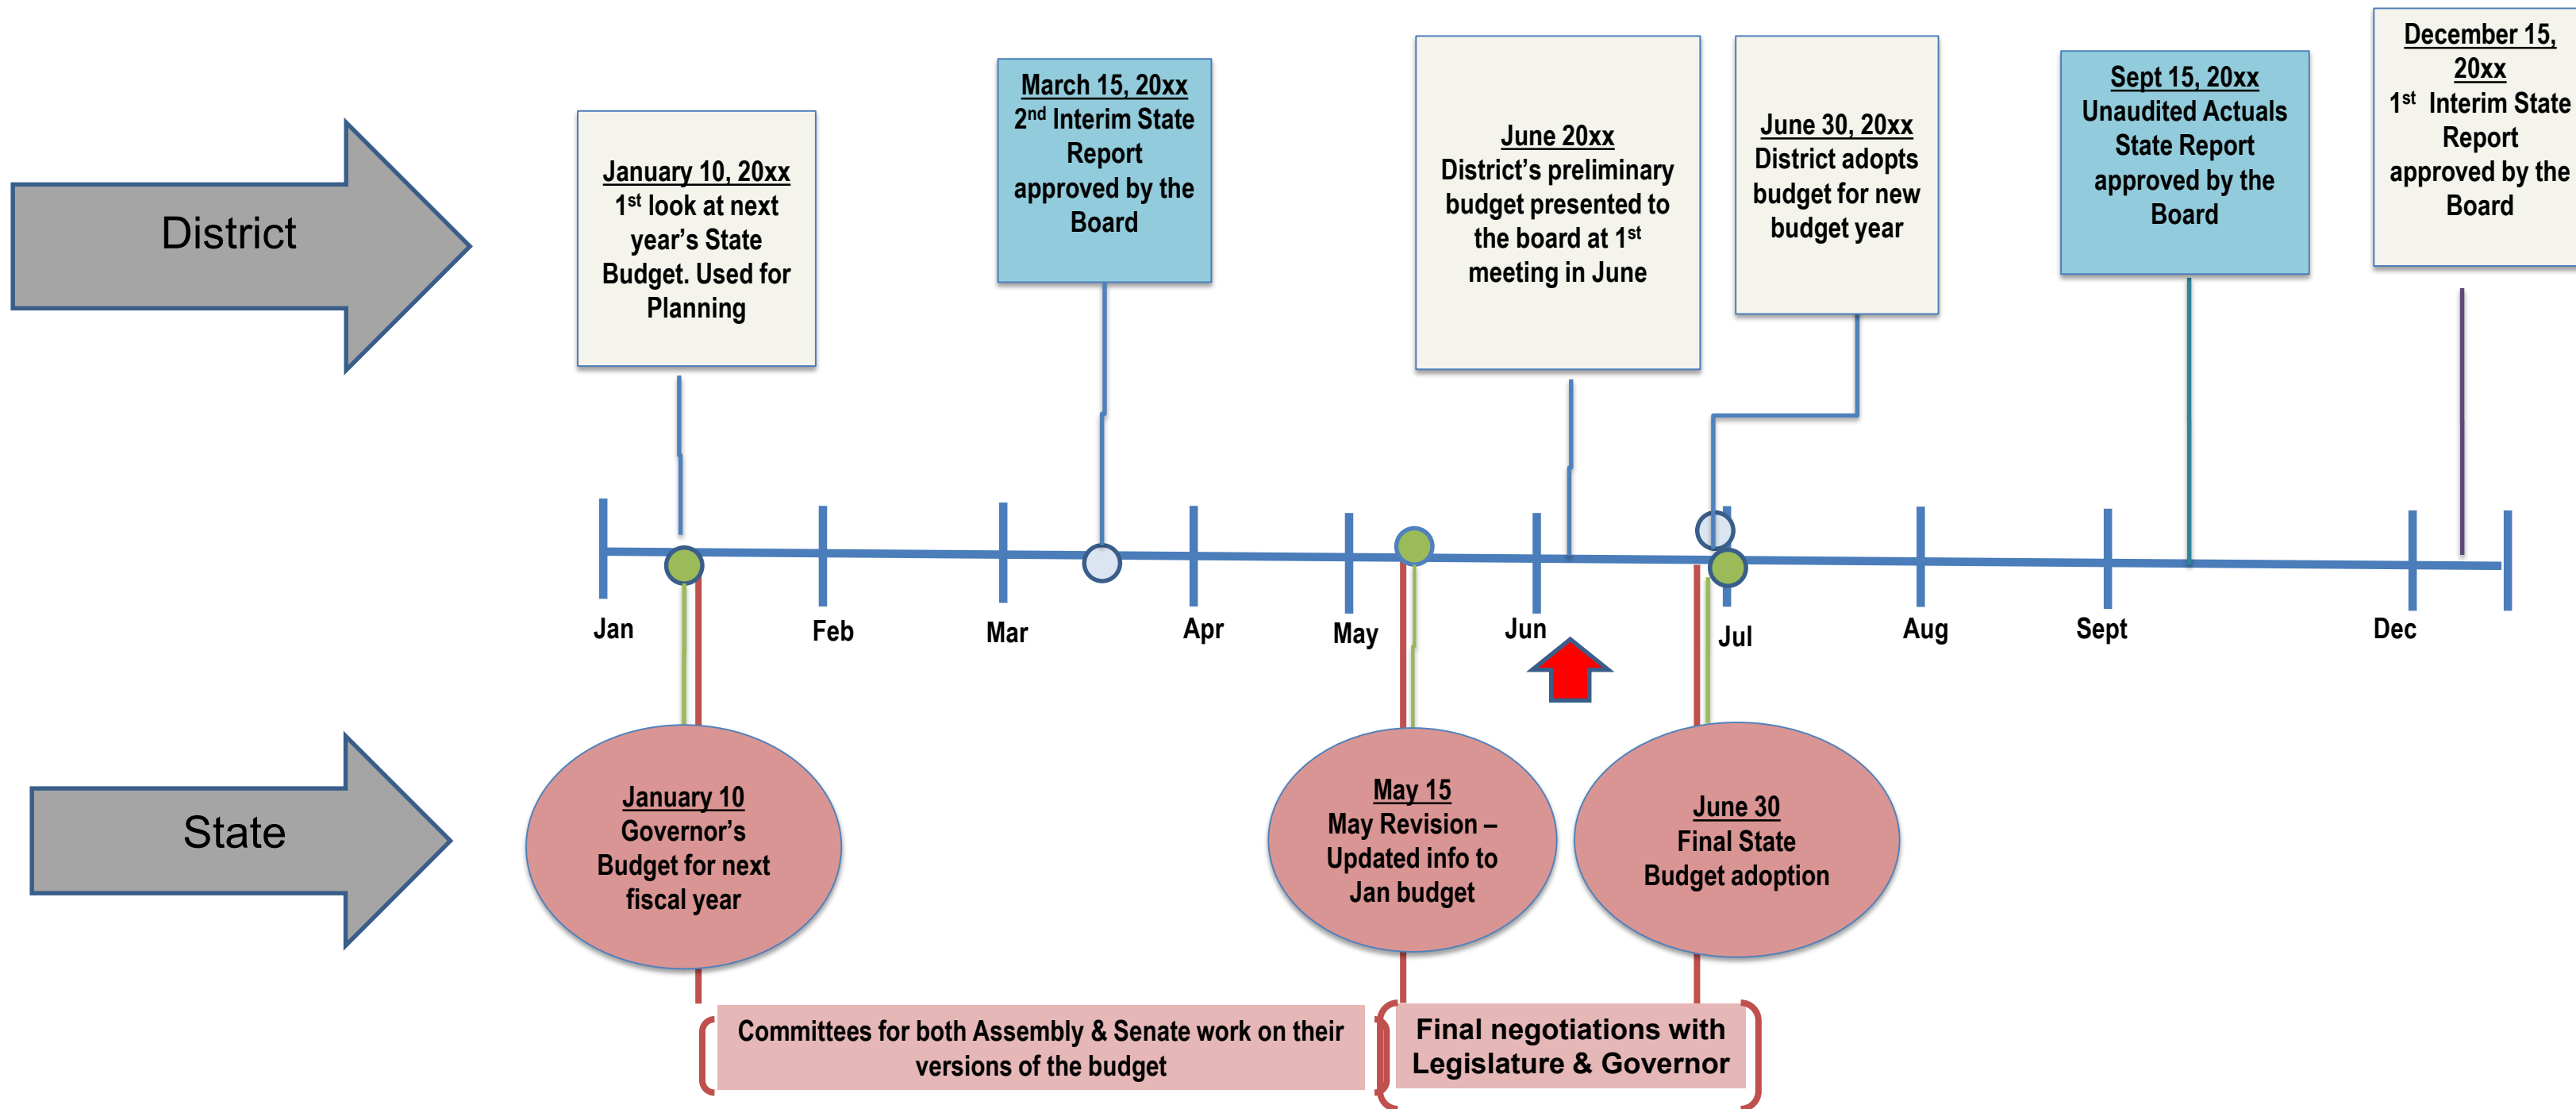 December 15,
20xx
1st Interim State
Report
approved by the
Board
June 20xx
District’s preliminary
budget presented to
the board at 1st
meeting in June
June 30, 20xx
District adopts
budget for new
budget year
Sept 15, 20xx
Unaudited Actuals
State Report
approved by the
Board
March 15, 20xx
2nd Interim State
Report
approved by the
Board
January 10, 20xx
1st look at next
year’s State
Budget. Used for
Planning
District
Jan
Feb
Mar
Apr
May
Jun
Jul
Aug
Sept
Dec
State
January 10
Governor’s
Budget for next
fiscal year
May 15
May Revision –
Updated info to
Jan budget
June 30
Final State
Budget adoption
Committees for both Assembly & Senate work on their
versions of the budget
Final negotiations with
Legislature & Governor